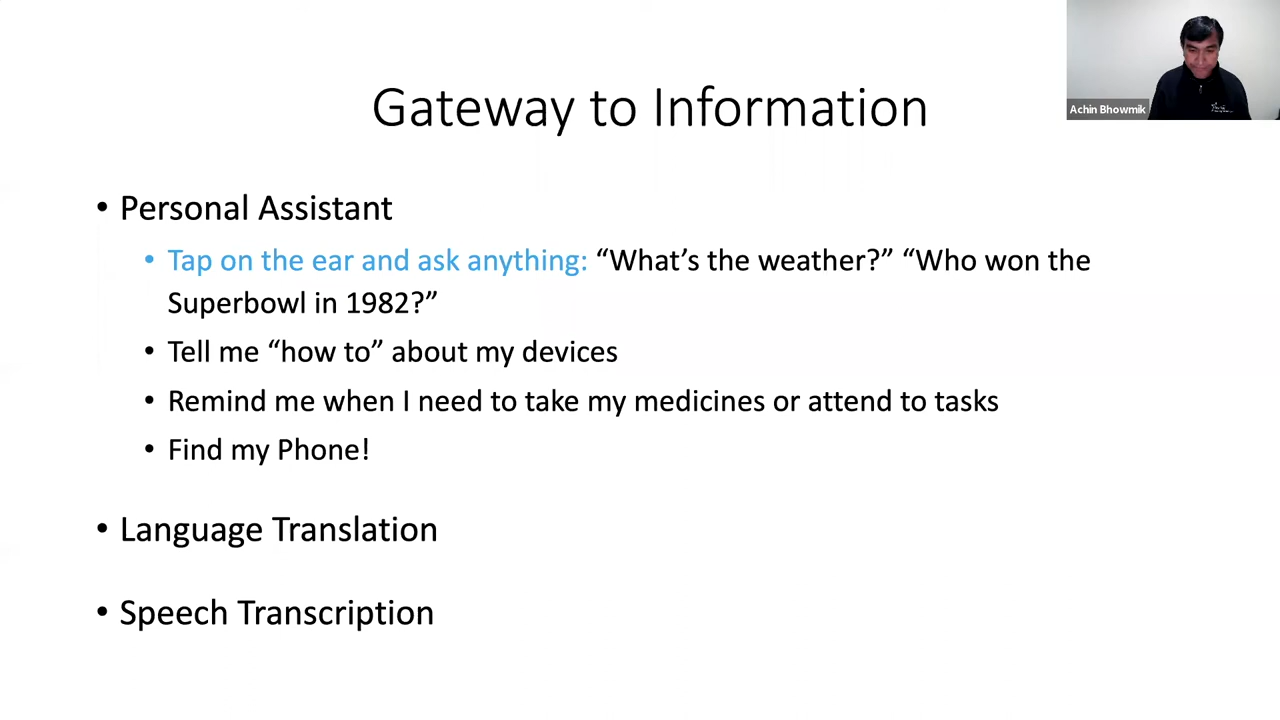 Gateway to Information
Achin Bhowmik
• Personal Assistant
• Tap on the ear and ask anything: “What’s the weather?” “Who won the
Superbowl in 1982?”
• Tell me “how to” about my devices
• Remind me when I need to take my medicines or attend to tasks
• Find my Phone!
• Language Translation
• Speech Transcription